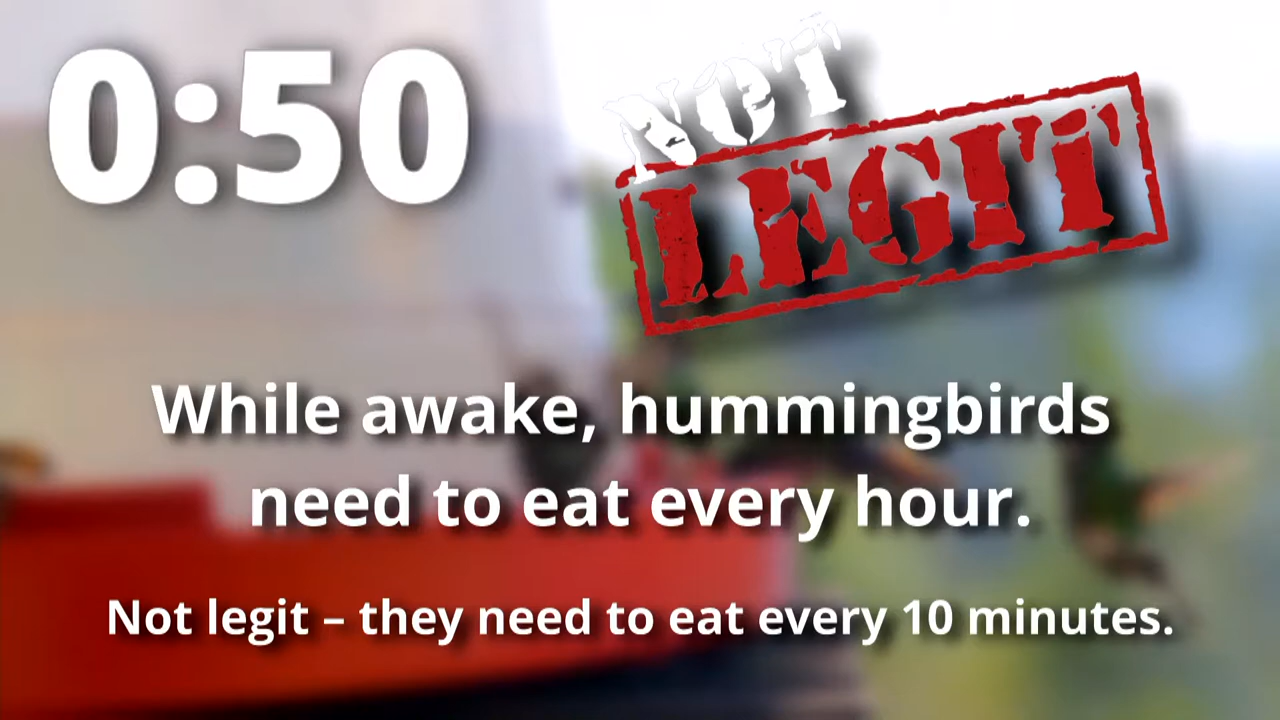 0:50
NOT
LEGIT
While awake, hummingbirds
need to eat every hour.
Not legit – they need to eat every 10 minutes.